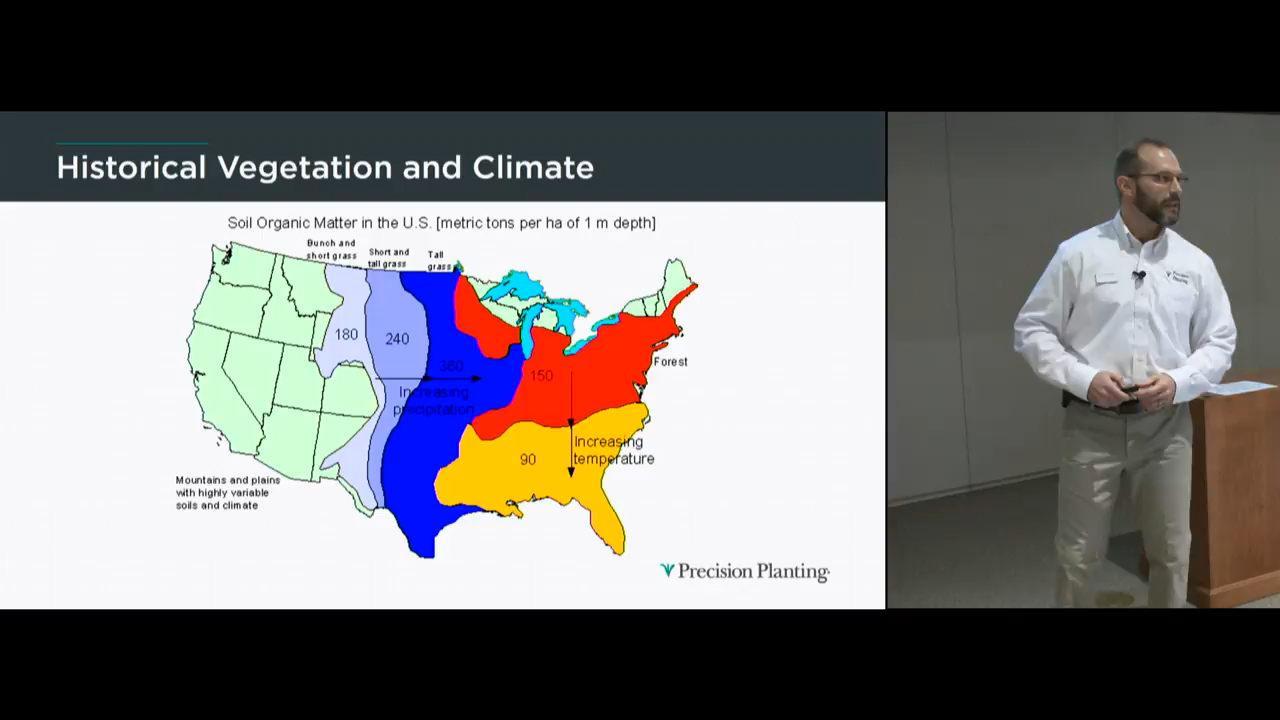 Historical Vegetation and Climate
Soil Organic Matter in the U.S. [metric tons per ha of 1 m depth]
Bunch and
short grass
Short and
tall grass
Tall
grass
180
240
360
150
Forest
Increasing
precipitation
Increasing
temperature
90
Mountains and plains
with highly variable
soils and climate
Precision Planting
Precision
Planting